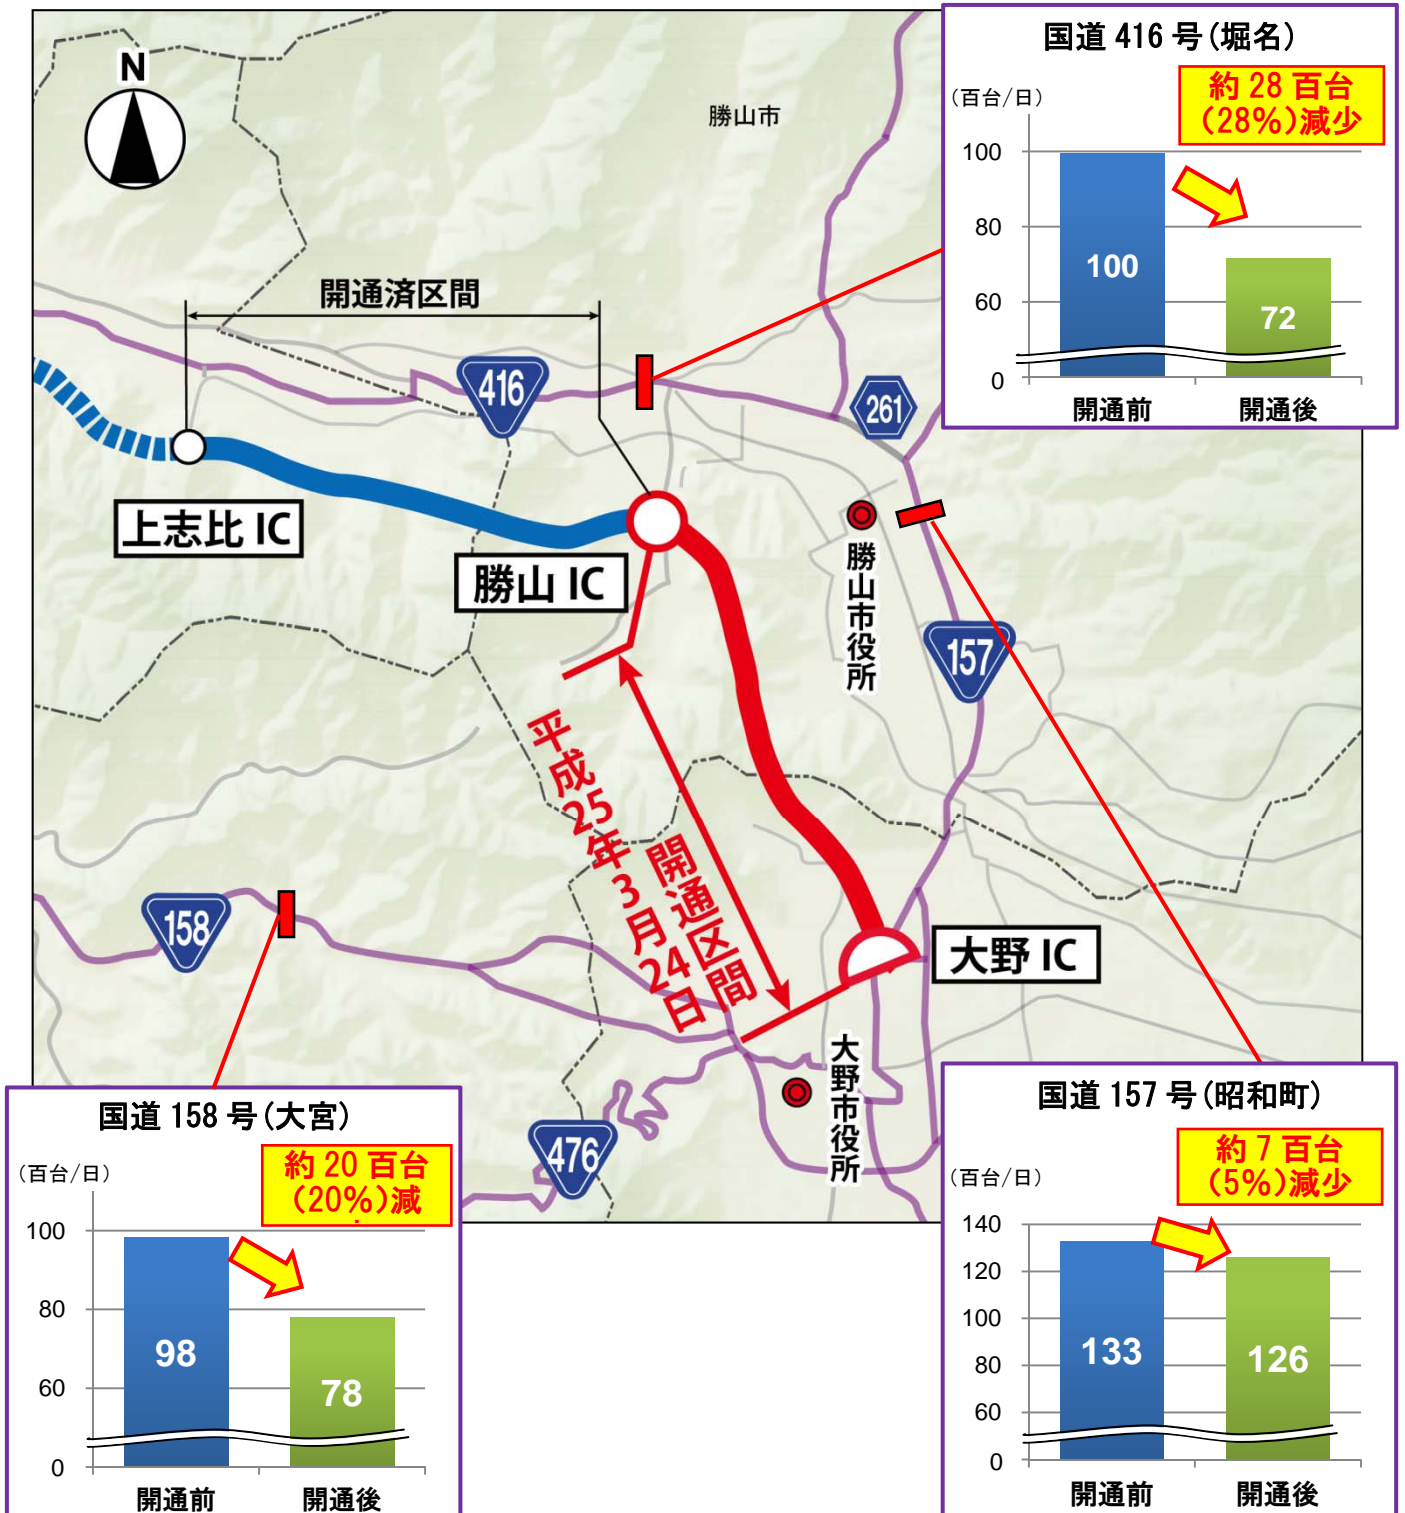 N
勝山市
開通済区間
416
261
上志比 IC
勝山 IC
勝山市役所
157
平成25年3月24日
開通区間
158
大野 IC
大野市役所
476
国道 416 号(堀名)
(百台/日)
約 28 百台
(28%)減少
100
80
60
0
100
72
開通前
開通後
国道 158 号(大宮)
(百台/日)
約 20 百台
(20%)減
100
80
60
0
98
78
開通前
開通後
国道 157 号(昭和町)
(百台/日)
約 7 百台
(5%)減少
140
120
100
80
60
0
133
126
開通前
開通後